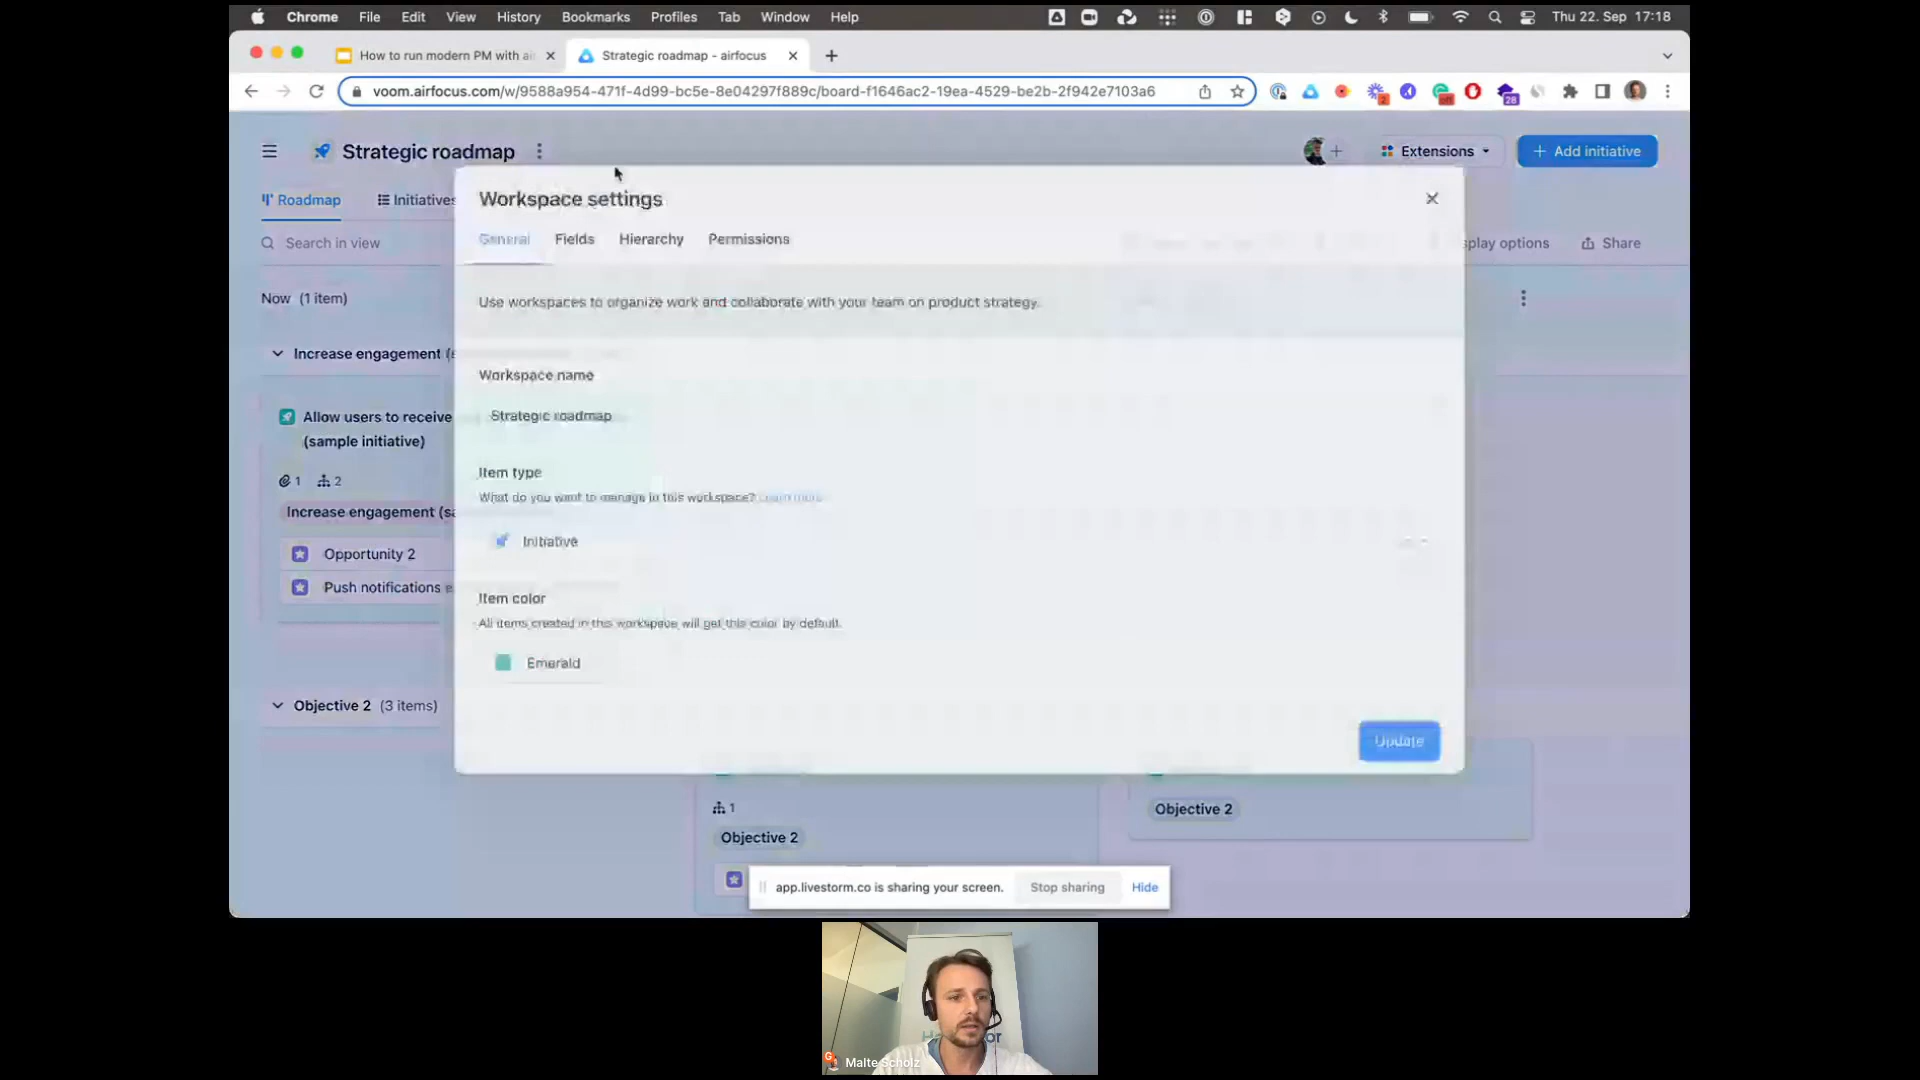 Chrome File Edit View History Bookmarks Profiles Tab Window Help Thu 22. Sep 17:18
How to run modern PM with ai Strategic roadmap - airfocus
voom.airfocus.com/w/9588a954-471f-4d99-bc5e-8e04297f889c/board-f1646ac2-19ea-4529-be2b-2f942e7103a6
Strategic roadmap Extensions + Add initiative
Roadmap Initiatives
Workspace settings
General Fields Hierarchy Permissions
Search in view splay options Share
Now (1 item)
Use workspaces to organize work and collaborate with your team on product strategy.
Increase engagement
Workspace name
Strategic roadmap
Allow users to receive
(sample initiative)
Item type
1 2
What do you want to manage in this workspace? Learn more
Increase engagement (sa
Initiative
Opportunity 2
Push notifications
Item color
All items created in this workspace will get this color by default.
Emerald
Objective 2 (3 items)
Update
1
Objective 2
Objective 2
app.livestorm.co is sharing your screen. Stop sharing Hide
Malte Scholz